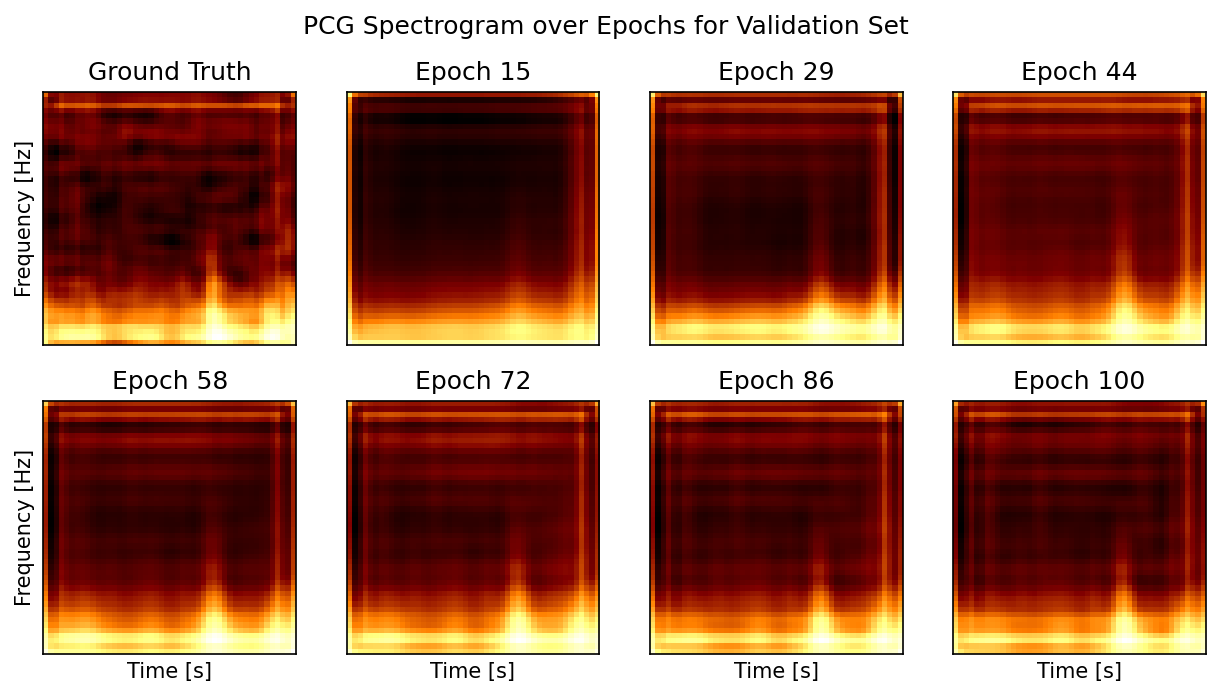 PCG Spectrogram over Epochs for Validation Set
Ground Truth
Epoch 15
Epoch 29
Epoch 44
Frequency [Hz]
Epoch 58
Epoch 72
Epoch 86
Epoch 100
Frequency [Hz]
Time [s]
Time [s]
Time [s]
Time [s]